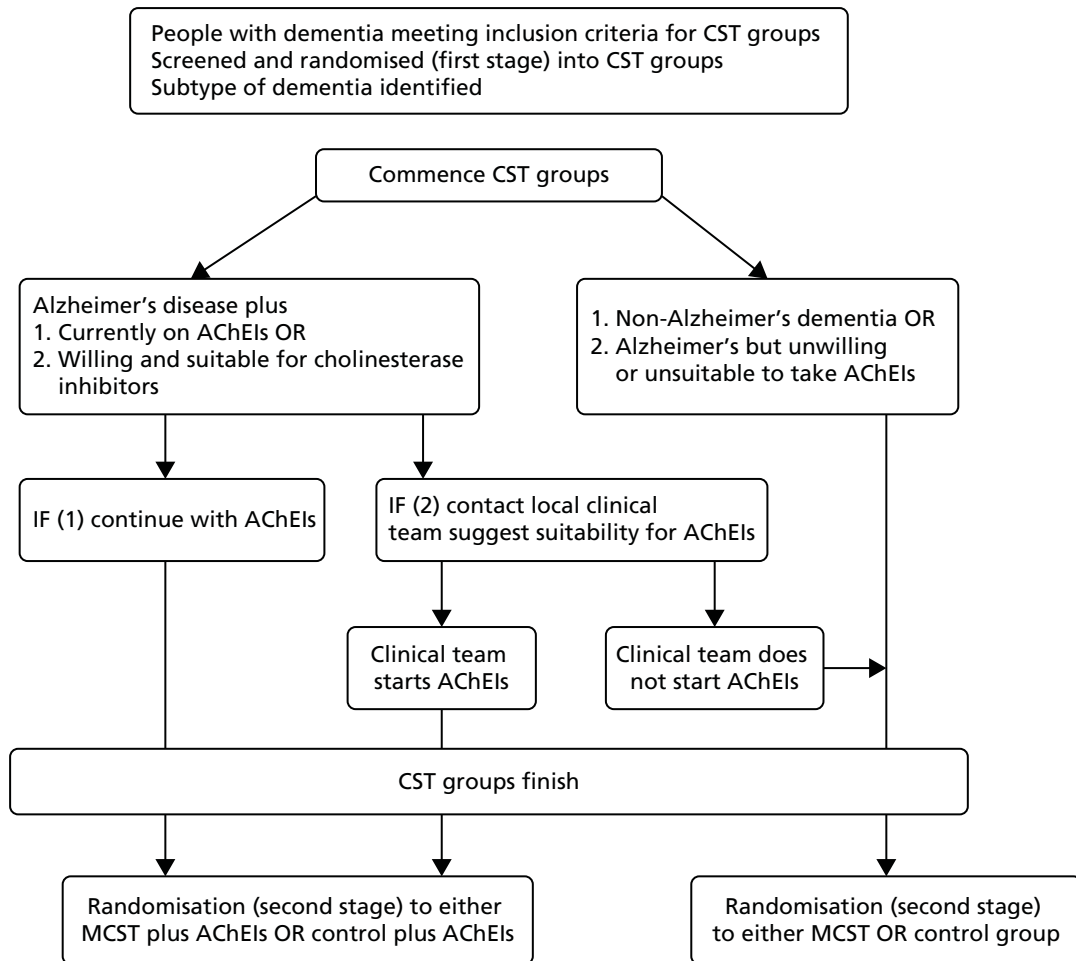 People with dementia meeting inclusion criteria for CST groups
Screened and randomised (first stage) into CST groups
Subtype of dementia identified
Commence CST groups
Alzheimer's disease plus
1. Currently on AChEIs OR
2. Willing and suitable for cholinesterase
inhibitors
1. Non-Alzheimer's dementia OR
2. Alzheimer's but unwilling
or unsuitable to take AChEIs
IF (1) continue with AChEIs
IF (2) contact local clinical
team suggest suitability for AChEIs
Clinical team
starts AChEIs
Clinical team does
not start AChEIs
CST groups finish
Randomisation (second stage) to either
MCST plus AChEIs OR control plus AChEIs
Randomisation (second stage)
to either MCST OR control group